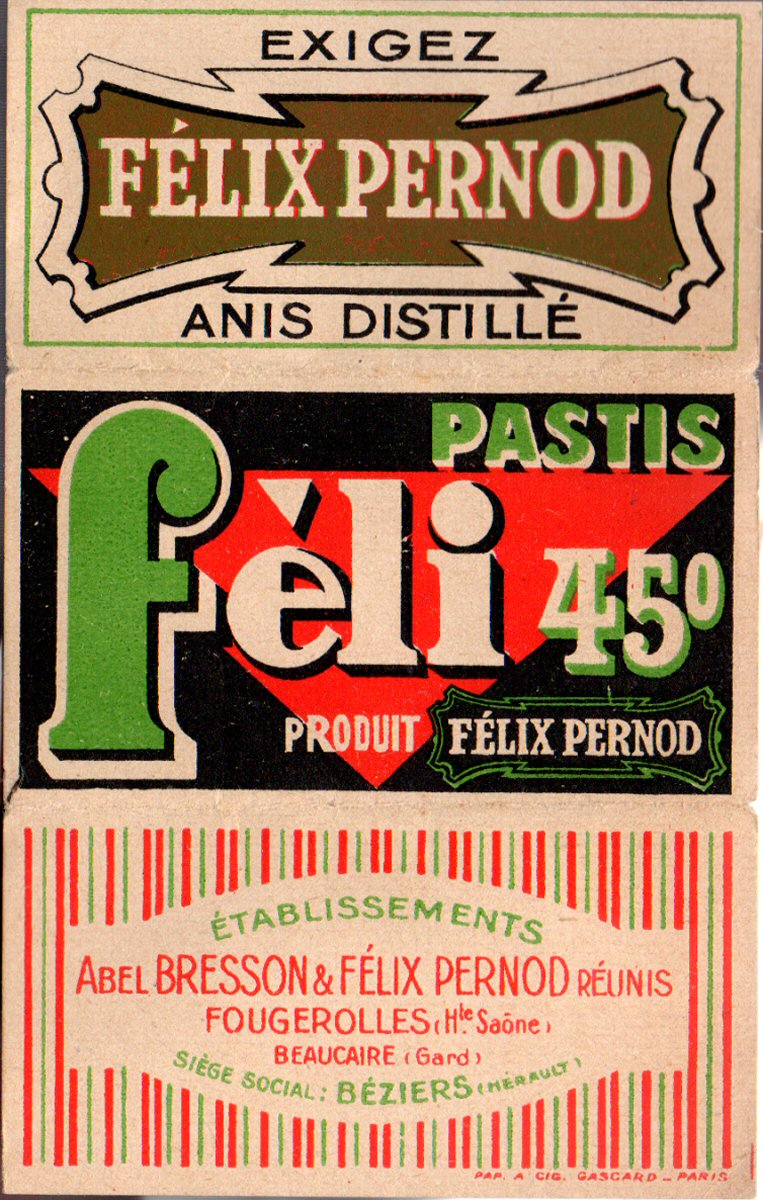 EXIGEZ
FÉLIX PERNOD
ANIS DISTILLÉ
PASTIS
féli 45°
PRODUIT FÉLIX PERNOD
ÉTABLISSEMENTS
ABEL BRESSON & FÉLIX PERNOD RÉUNIS
FOUGEROLLES (Hte Saône)
BEAUCAIRE (Gard)
SIÈGE SOCIAL: BÉZIERS (HÉRAULT)
PAP. A CIG. GASCARD - PARIS